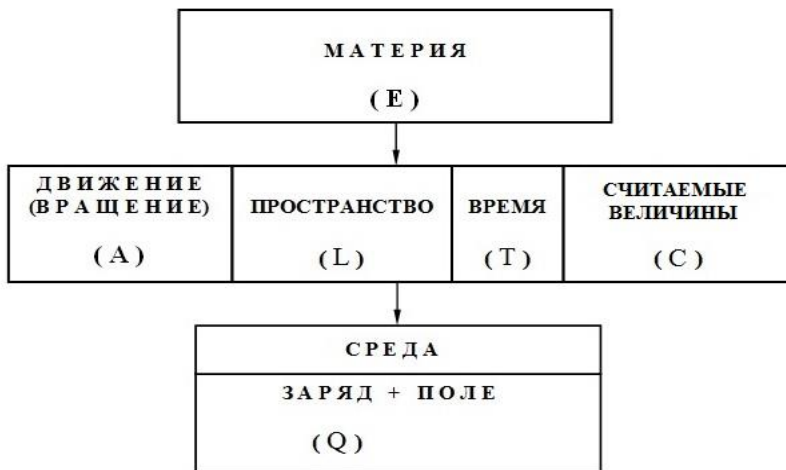 МАТЕРИЯ
(E)
ДВИЖЕНИЕ
(ВРАЩЕНИЕ)
(A)
ПРОСТРАНСТВО
(L)
ВРЕМЯ
(T)
СЧИТАЕМЫЕ
ВЕЛИЧИНЫ
(C)
СРЕДА
ЗАРЯД + ПОЛЕ
(Q)